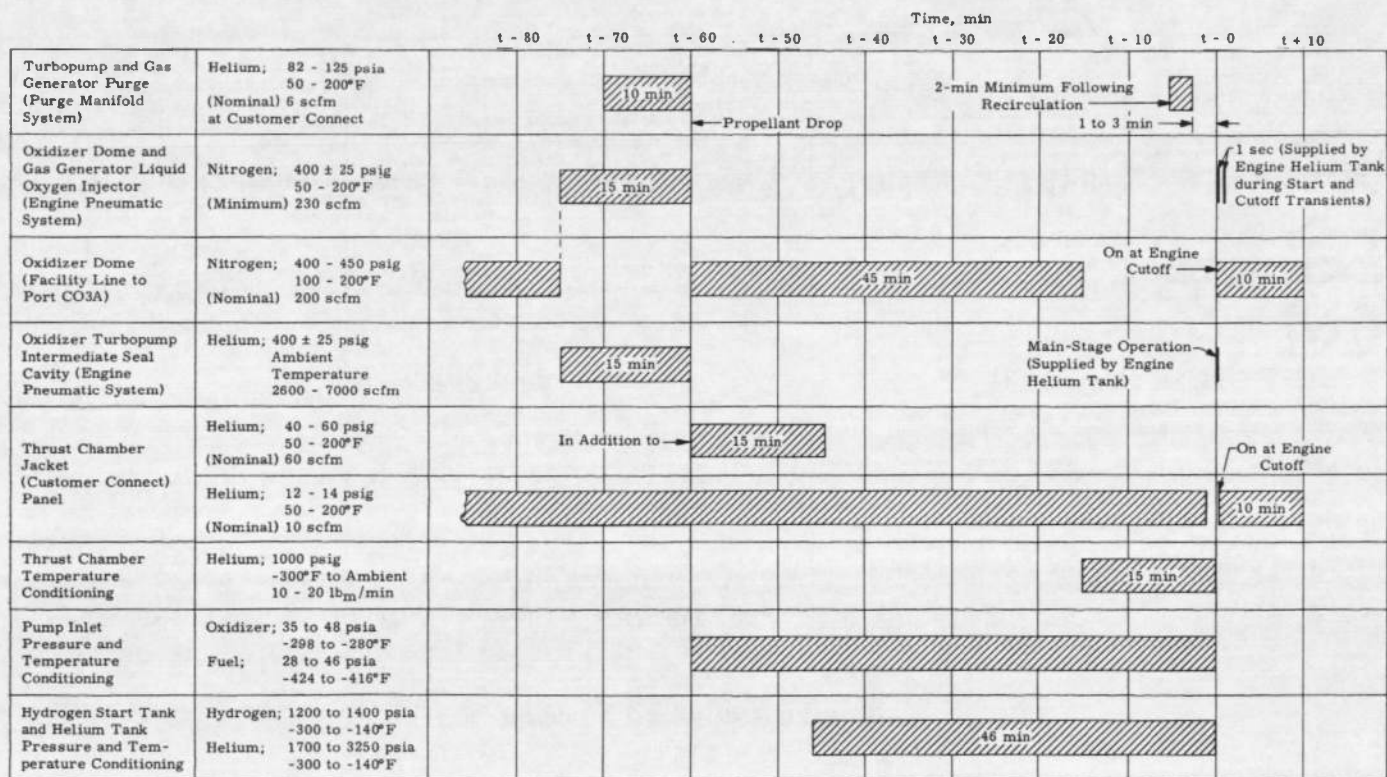 Time, min
t - 80 t - 70 t - 60 t - 50 t - 40 t - 30 t - 20 t - 10 t - 0 t + 10
Turbopump and Gas
Generator Purge
(Purge Manifold
System)
Helium; 82 - 125 psia
50 - 200°F
(Nominal) 6 scfm
at Customer Connect
10 min
Propellant Drop
2-min Minimum Following
Recirculation
1 to 3 min
Oxidizer Dome and
Gas Generator Liquid
Oxygen Injector
(Engine Pneumatic
System)
Nitrogen; 400 ± 25 psig
50 - 200°F
(Minimum) 230 scfm
15 min
1 sec (Supplied by
Engine Helium Tank
during Start and
Cutoff Transients)
Oxidizer Dome
(Facility Line to
Port CO3A)
Nitrogen; 400 - 450 psig
100 - 200°F
(Nominal) 200 scfm
45 min
On at Engine
Cutoff
10 min
Oxidizer Turbopump
Intermediate Seal
Cavity (Engine
Pneumatic System)
Helium; 400 ± 25 psig
Ambient
Temperature
2600 - 7000 scfm
15 min
Main-Stage Operation
(Supplied by Engine
Helium Tank)
Thrust Chamber
Jacket
(Customer Connect)
Panel
Helium; 40 - 60 psig
50 - 200°F
(Nominal) 60 scfm
In Addition to
15 min
Helium; 12 - 14 psig
50 - 200°F
(Nominal) 10 scfm
On at Engine
Cutoff
10 min
Thrust Chamber
Temperature
Conditioning
Helium; 1000 psig
-300°F to Ambient
10 - 20 lbm/min
15 min
Pump Inlet
Pressure and
Temperature
Conditioning
Oxidizer; 35 to 48 psia
-298 to -280°F
Fuel; 28 to 46 psia
-424 to -416°F
Hydrogen Start Tank
and Helium Tank
Pressure and Tem-
perature Conditioning
Hydrogen; 1200 to 1400 psia
-300 to -140°F
Helium; 1700 to 3250 psia
-300 to -140°F
46 min